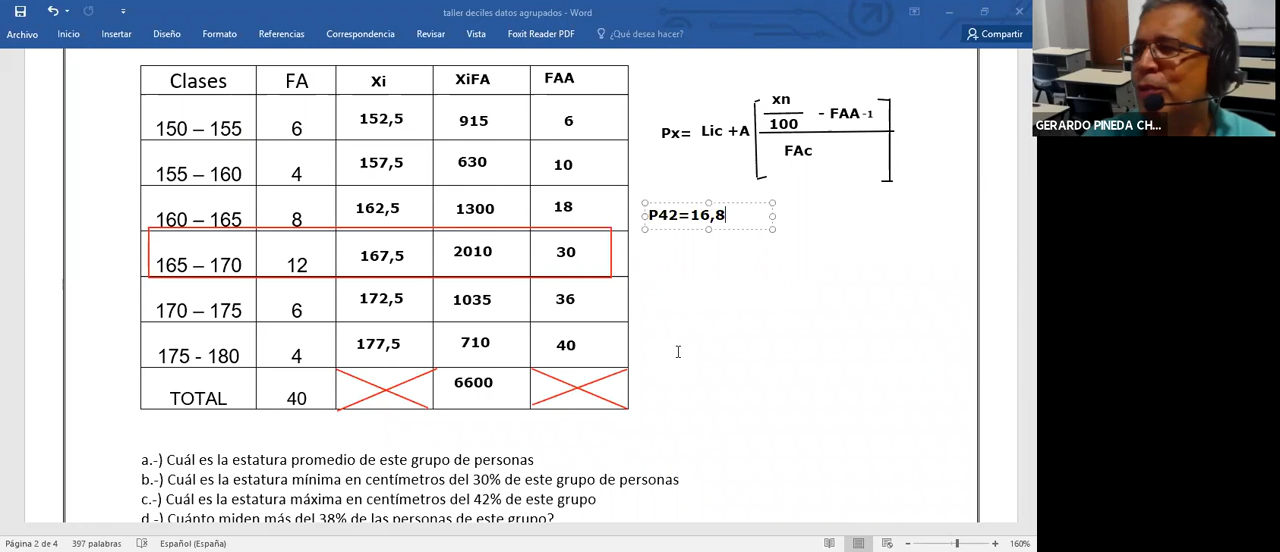 taller deciles datos agrupados - Word
Archivo Inicio Insertar Diseño Formato Referencias Correspondencia Revisar Vista Foxit Reader PDF ¿Qué desea hacer? Compartir
GERARDO PINEDA CH...
Clases FA Xi XiFA FAA
150 – 155 6 152,5 915 6
155 – 160 4 157,5 630 10
160 – 165 8 162,5 1300 18
165 – 170 12 167,5 2010 30
170 – 175 6 172,5 1035 36
175 - 180 4 177,5 710 40
TOTAL 40 6600
xn
Px= Lic +A 100 - FAA -1
FAc
P42=16,8
a.-) Cuál es la estatura promedio de este grupo de personas
b.-) Cuál es la estatura mínima en centímetros del 30% de este grupo de personas
c.-) Cuál es la estatura máxima en centímetros del 42% de este grupo
d.-) Cuánto miden más del 38% de las personas de este grupo?
Página 2 de 4 397 palabras Español (España) 160%